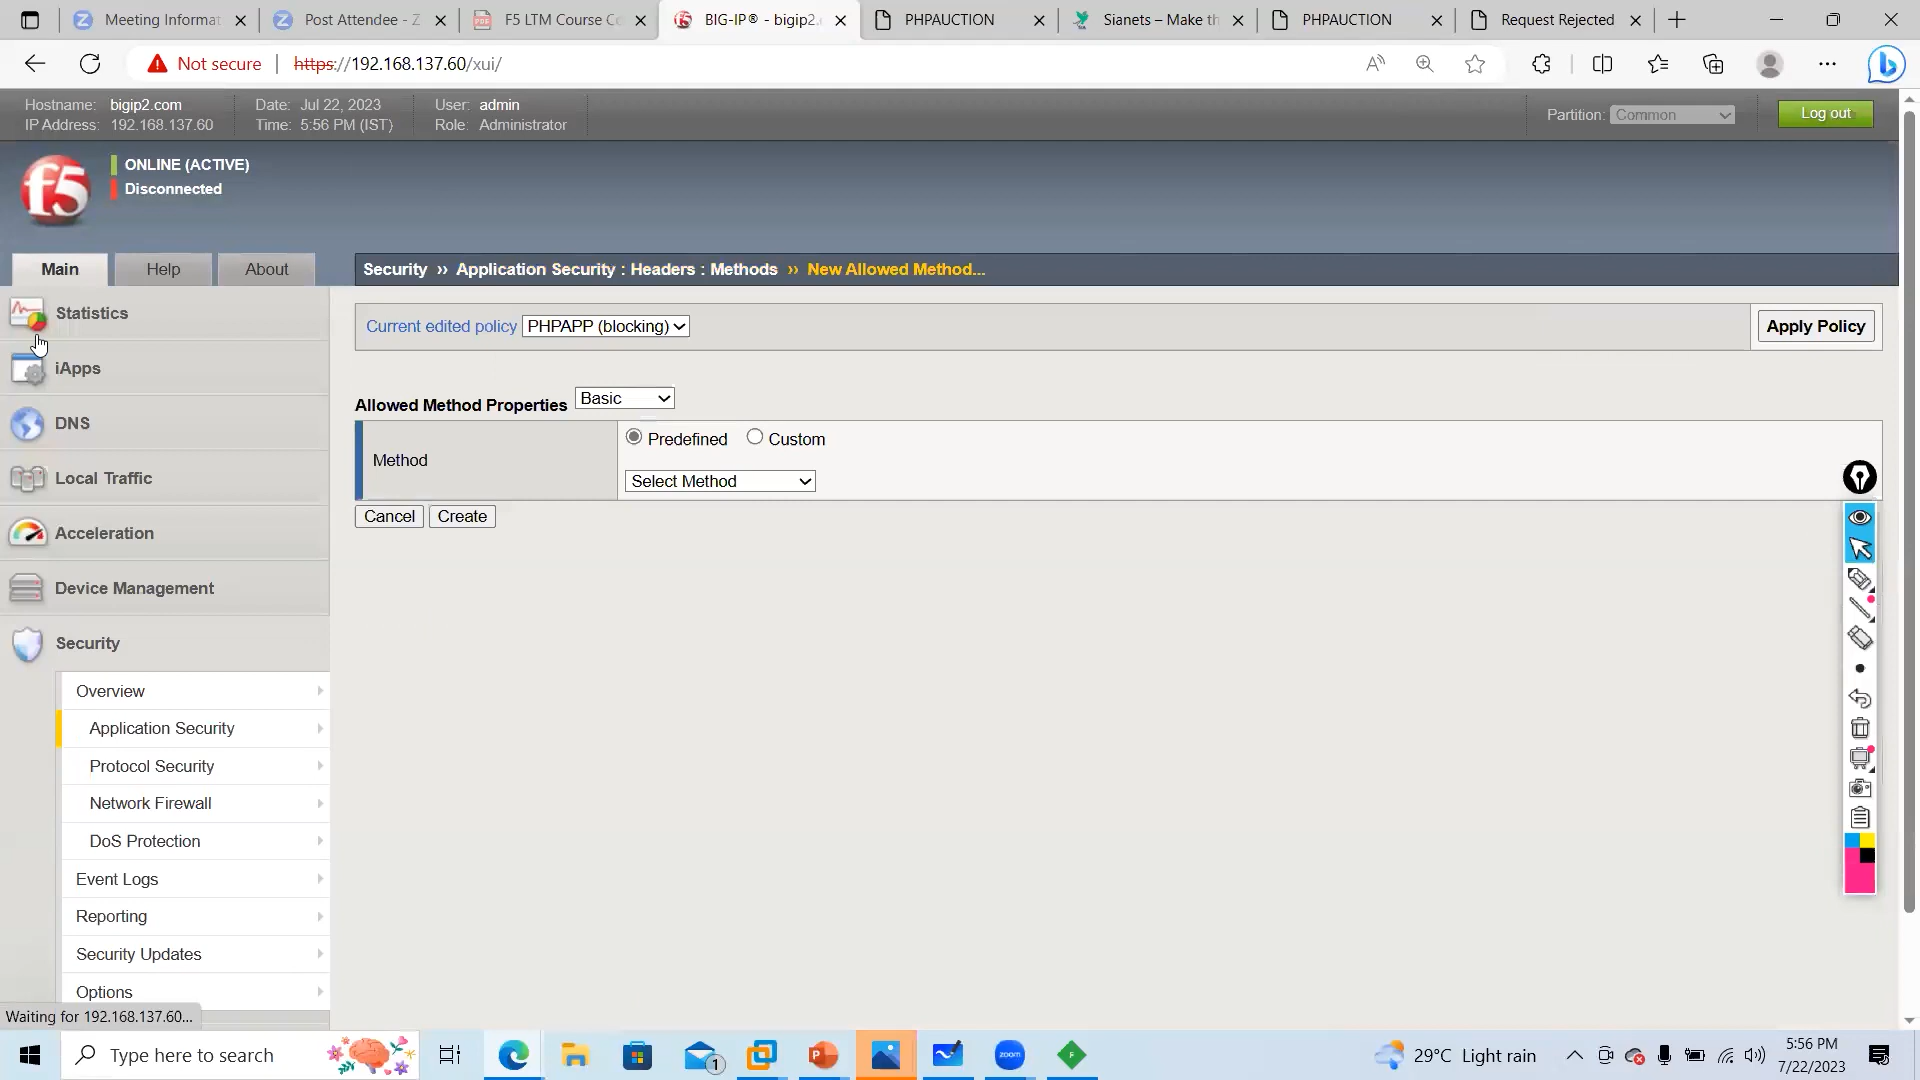 Meeting Informat
Post Attendee - Z
F5 LTM Course Co
BIG-IP® - bigip2.
PHPAUCTION
Sianets – Make th
PHPAUCTION
Request Rejected
Not secure
https://192.168.137.60/xui/
Hostname: bigip2.com
IP Address: 192.168.137.60
Date: Jul 22, 2023
Time: 5:56 PM (IST)
User: admin
Role: Administrator
Partition: Common
Log out
f5
ONLINE (ACTIVE)
Disconnected
Main
Help
About
Security ›› Application Security : Headers : Methods ›› New Allowed Method...
Statistics
iApps
DNS
Local Traffic
Acceleration
Device Management
Security
Overview
Application Security
Protocol Security
Network Firewall
DoS Protection
Event Logs
Reporting
Security Updates
Options
Current edited policy PHPAPP (blocking)
Apply Policy
Allowed Method Properties Basic
Method
Predefined Custom
Select Method
Cancel Create
Waiting for 192.168.137.60...
Type here to search
1
zoom
29°C Light rain
5:56 PM
7/22/2023